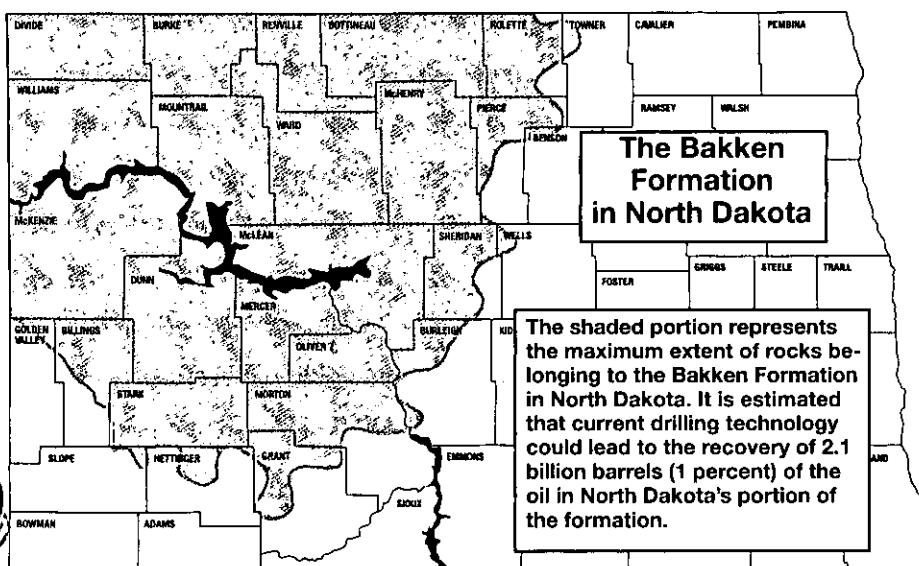 DIVIDE BURKE RENVILLE BOTTINEAU ROLETTE TOWNER CAVALIER PEMBINA
WILLIAMS MOUNTRAIL WARD McHENRY PIERCE BENSON RAMSEY WALSH
The Bakken
Formation
in North Dakota
McKENZIE McLEAN SHERIDAN WELLS
DUNN MERCER FOSTER GRIGGS STEELE TRAILL
GOLDEN
VALLEY BILLINGS OLIVER BURLEIGH KID
The shaded portion represents
the maximum extent of rocks be-
longing to the Bakken Formation
in North Dakota. It is estimated
that current drilling technology
could lead to the recovery of 2.1
billion barrels (1 percent) of the
oil in North Dakota's portion of
the formation.
STARK MORTON
SLOPE HETTINGER GRANT EMMONS AND
SIOUX
BOWMAN ADAMS